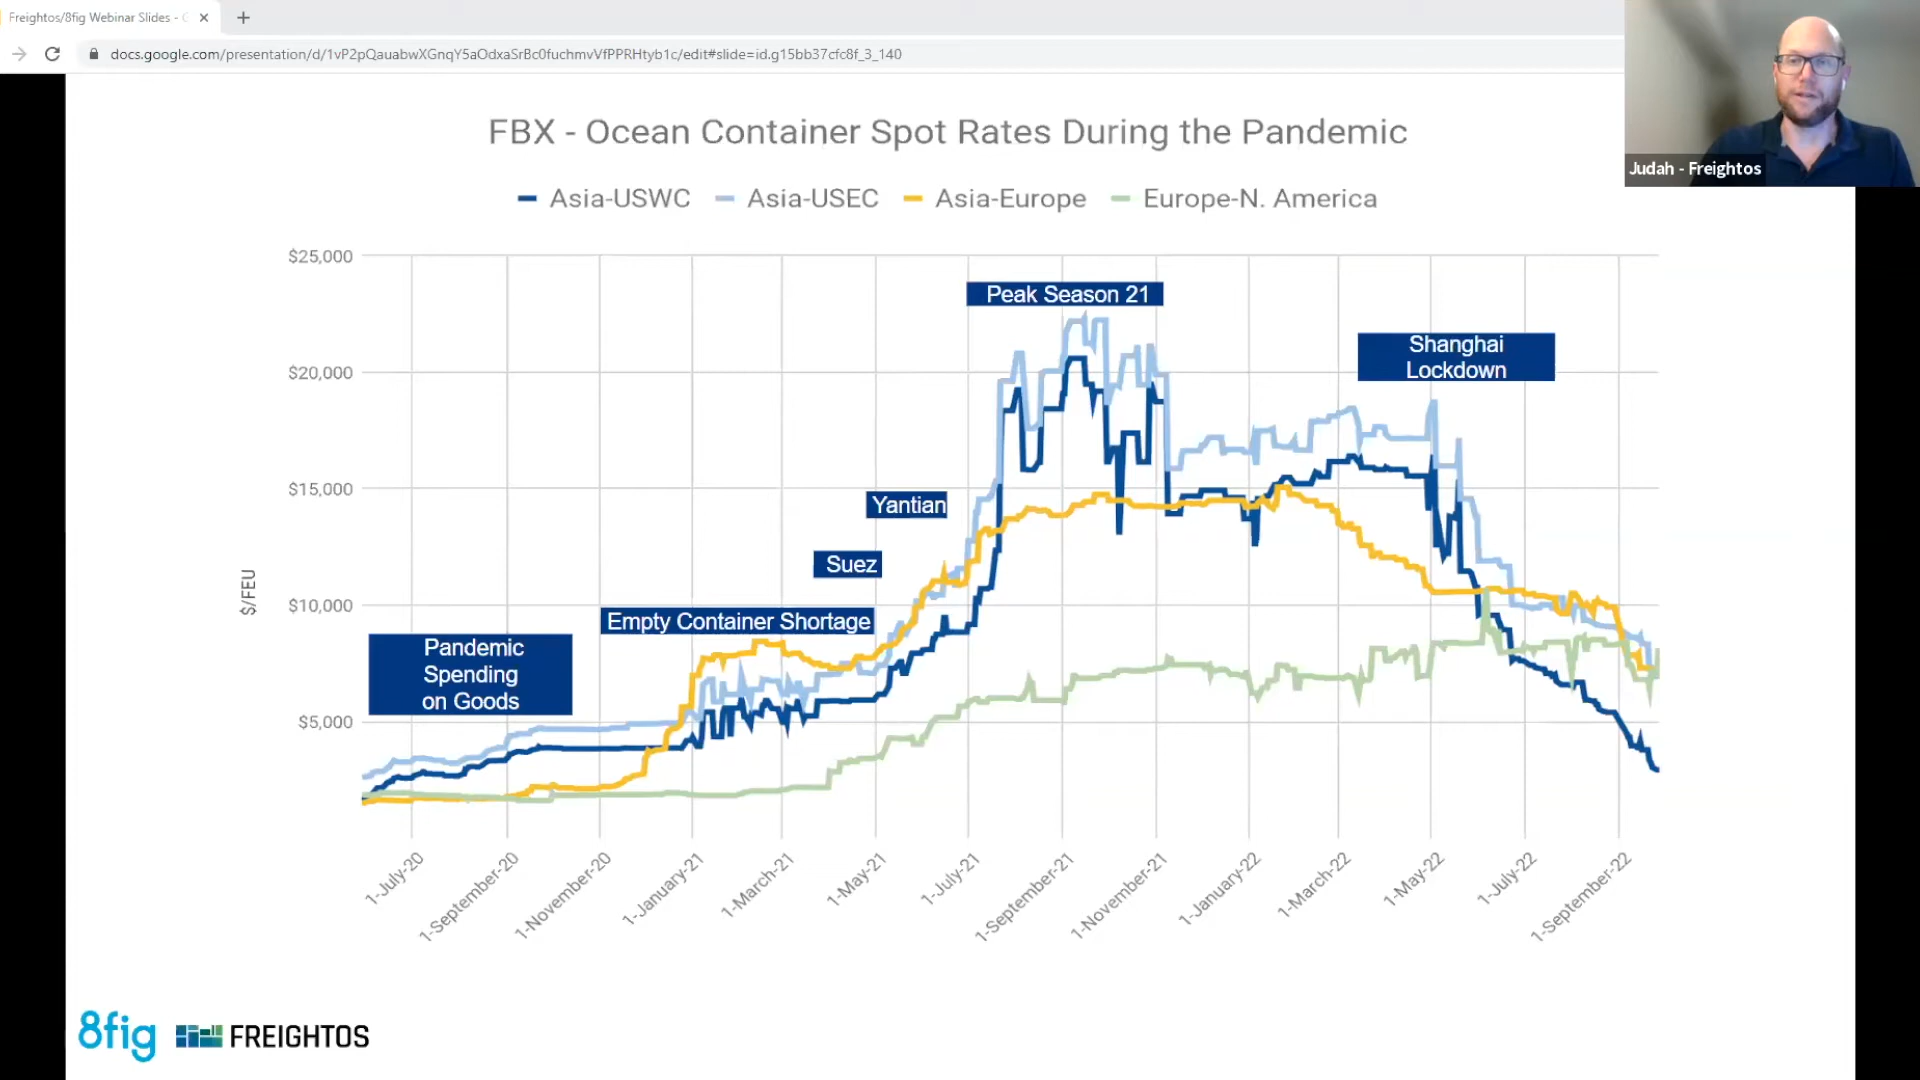 Freightos/8fig Webinar Slides -
docs.google.com/presentation/d/1vP2pQauabwXGnqY5aOdxaSrBc0fuchmvVfPPRHtyb1c/edit#slide=id.g15bb37cfc8f_3_140
Judah - Freightos
FBX - Ocean Container Spot Rates During the Pandemic
Asia-USWC Asia-USEC Asia-Europe Europe-N. America
$25,000
$20,000
$15,000
$10,000
$5,000
$/FEU
Peak Season 21
Shanghai
Lockdown
Yantian
Suez
Empty Container Shortage
Pandemic
Spending
on Goods
1-July-20
1-September-20
1-November-20
1-January-21
1-March-21
1-May-21
1-July-21
1-September-21
1-November-21
1-January-22
1-March-22
1-May-22
1-July-22
1-September-22
8fig FREIGHTOS